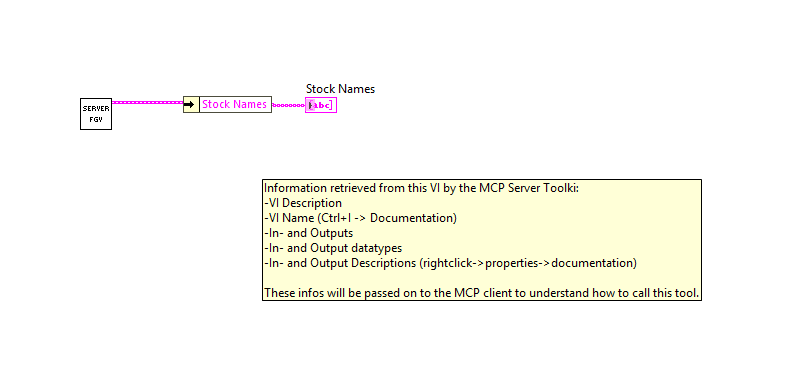 Stock Names
SERVER
FGV
Stock Names
abc
Information retrieved from this VI by the MCP Server Toolki:
-VI Description
-VI Name (Ctrl+I -> Documentation)
-In- and Outputs
-In- and Output datatypes
-In- and Output Descriptions (rightclick->properties->documentation)
These infos will be passed on to the MCP client to understand how to call this tool.